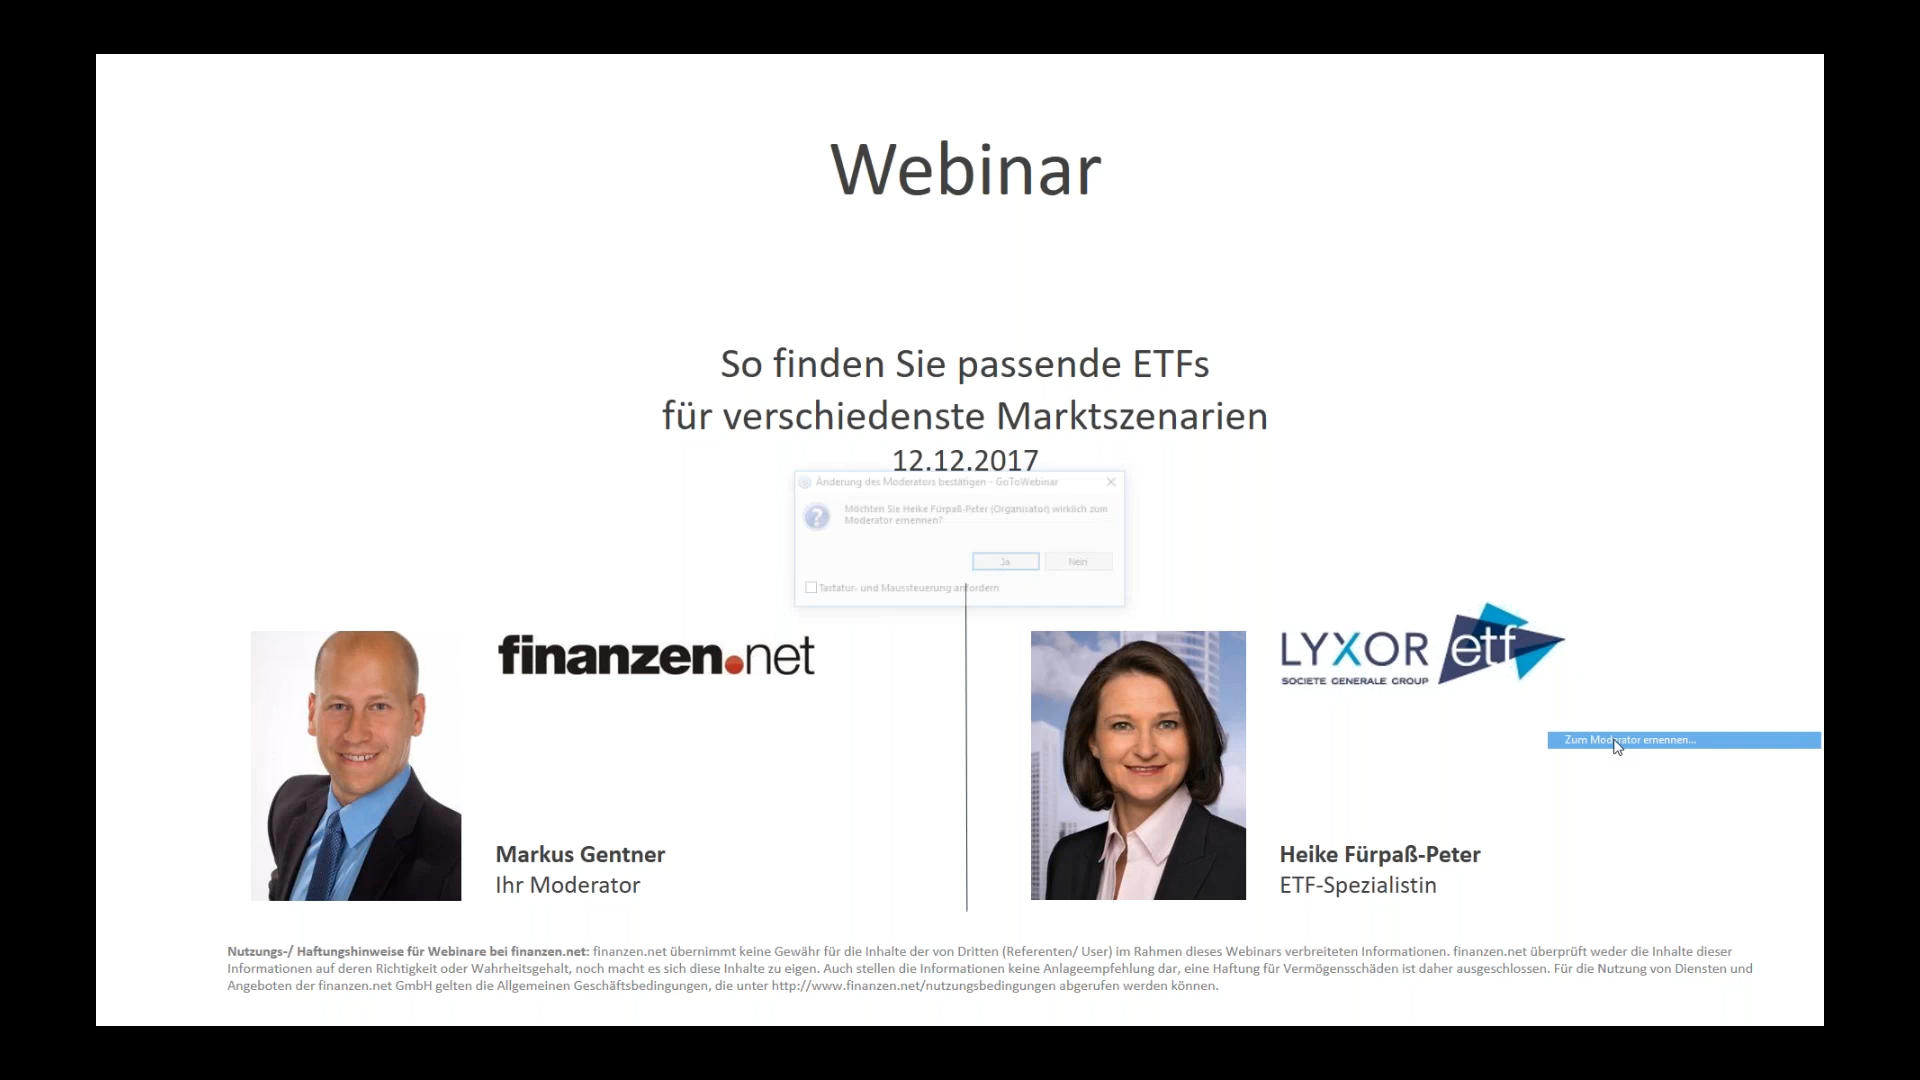 Webinar
So finden Sie passende ETFs
für verschiedenste Marktszenarien
12.12.2017
Änderung des Moderators bestätigen - GoToWebinar
Möchten Sie Heike Fürpaß-Peter (Organisator) wirklich zum
Moderator ernennen?
Ja Nein
Tastatur- und Maussteuerung anfordern
finanzen.net
LYXOR etf
SOCIETE GENERALE GROUP
Zum Moderator ernennen...
Markus Gentner
Ihr Moderator
Heike Fürpaß-Peter
ETF-Spezialistin
Nutzungs-/ Haftungshinweise für Webinare bei finanzen.net: finanzen.net übernimmt keine Gewähr für die Inhalte der von Dritten (Referenten/ User) im Rahmen dieses Webinars verbreiteten Informationen. finanzen.net überprüft weder die Inhalte dieser
Informationen auf deren Richtigkeit oder Wahrheitsgehalt, noch macht es sich diese Inhalte zu eigen. Auch stellen die Informationen keine Anlageempfehlung dar, eine Haftung für Vermögensschäden ist daher ausgeschlossen. Für die Nutzung von Diensten und
Angeboten der finanzen.net GmbH gelten die Allgemeinen Geschäftsbedingungen, die unter http://www.finanzen.net/nutzungsbedingungen abgerufen werden können.